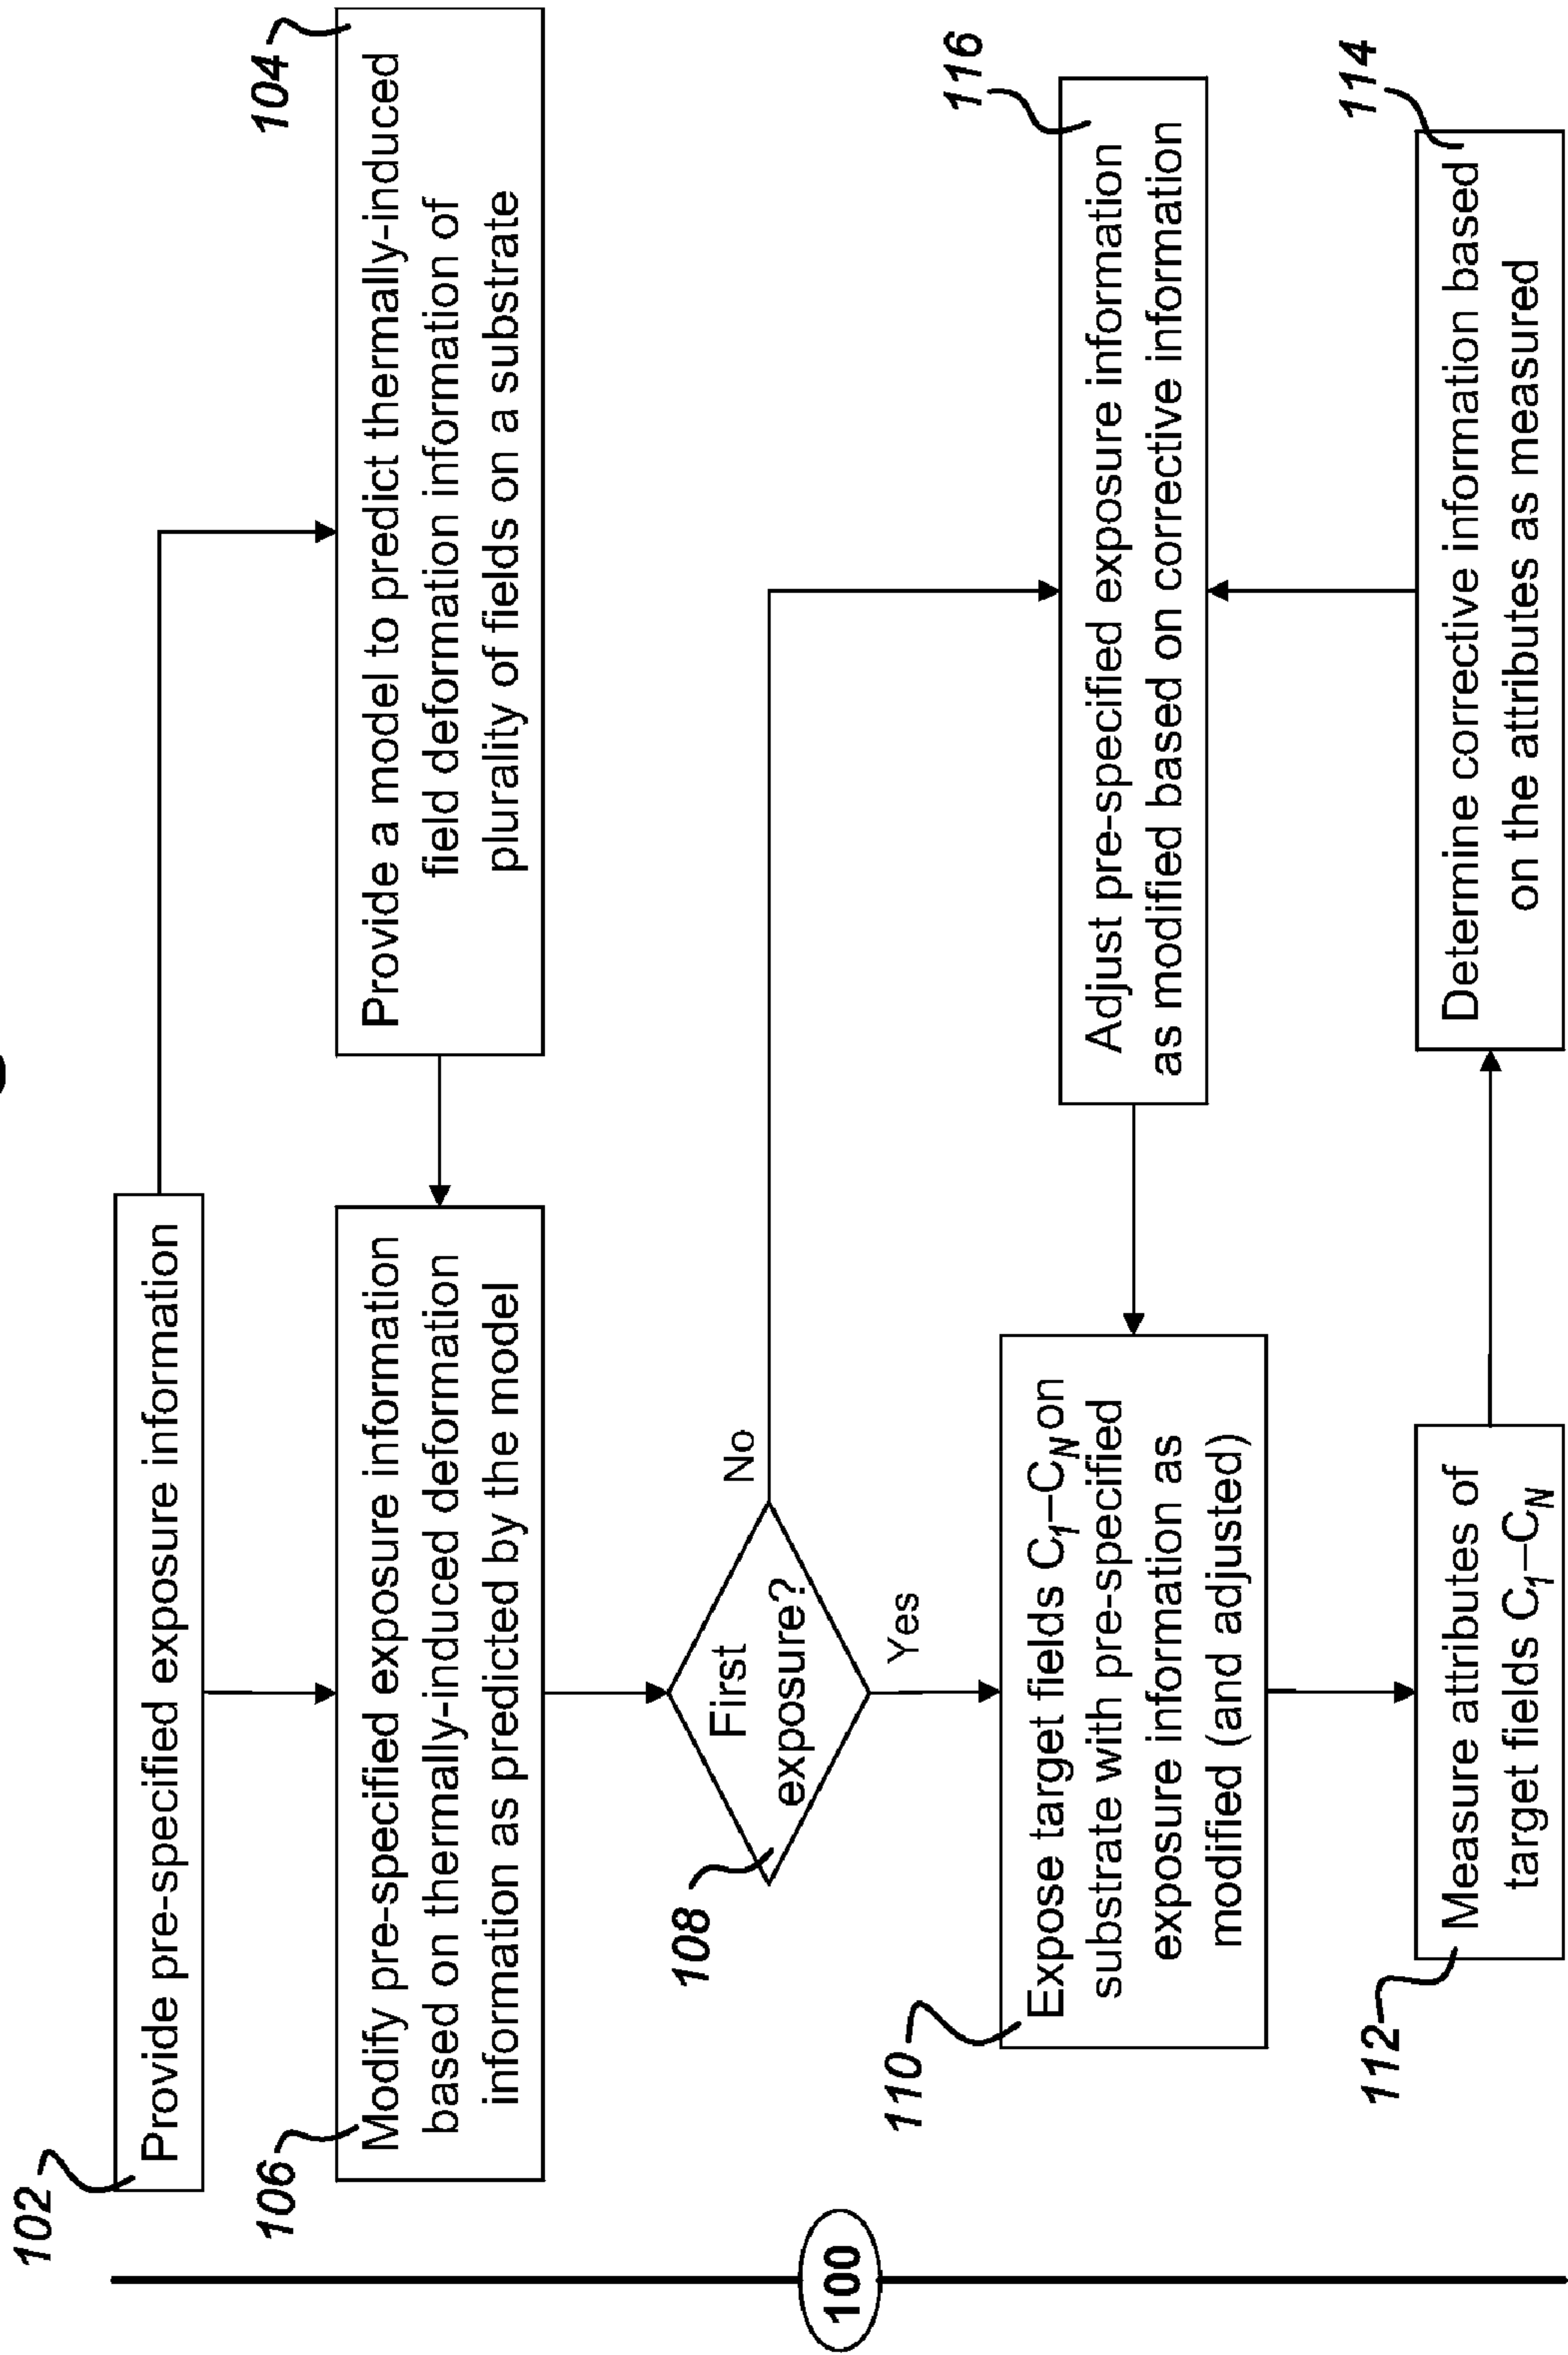 102
Provide pre-specified exposure information
104
Provide a model to predict thermally-induced
field deformation information of
plurality of fields on a substrate
106
Modify pre-specified exposure information
based on thermally-induced deformation
information as predicted by the model
108
First
exposure?
No
Yes
100
110
Expose target fields C1–CN on
substrate with pre-specified
exposure information as
modified (and adjusted)
116
Adjust pre-specified exposure information
as modified based on corrective information
112
Measure attributes of
target fields C1–CN
114
Determine corrective information based
on the attributes as measured